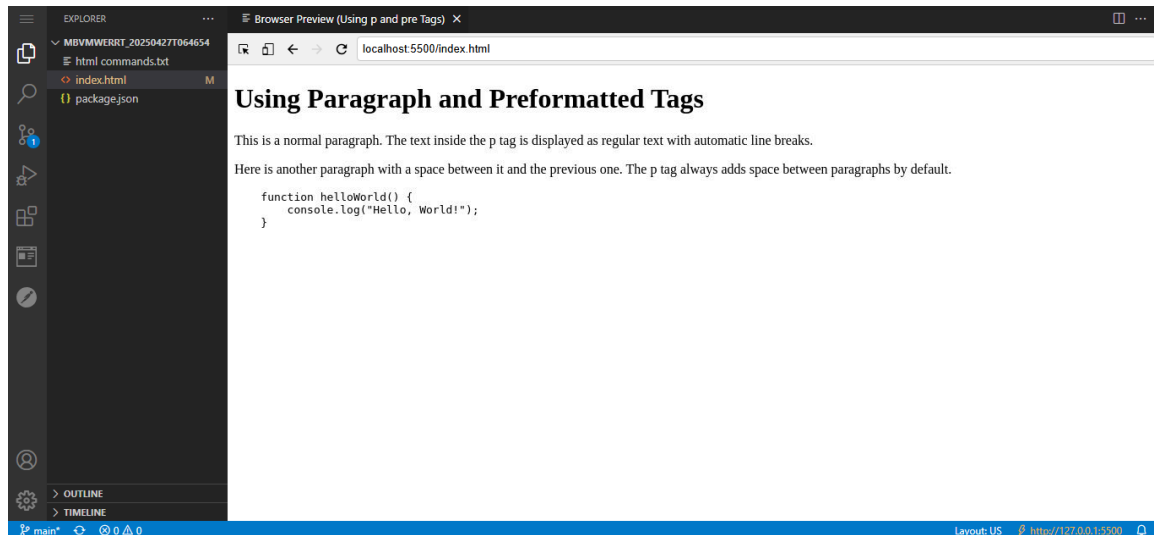 EXPLORER
MBVMWERRT_20250427T064654
html commands.txt
index.html M
package.json
OUTLINE
TIMELINE
Browser Preview (Using p and pre Tags)
localhost:5500/index.html
Using Paragraph and Preformatted Tags
This is a normal paragraph. The text inside the p tag is displayed as regular text with automatic line breaks.
Here is another paragraph with a space between it and the previous one. The p tag always adds space between paragraphs by default.
function helloWorld() {
    console.log("Hello, World!");
}
1
main* 0 0 Layout: US http://127.0.0.1:5500